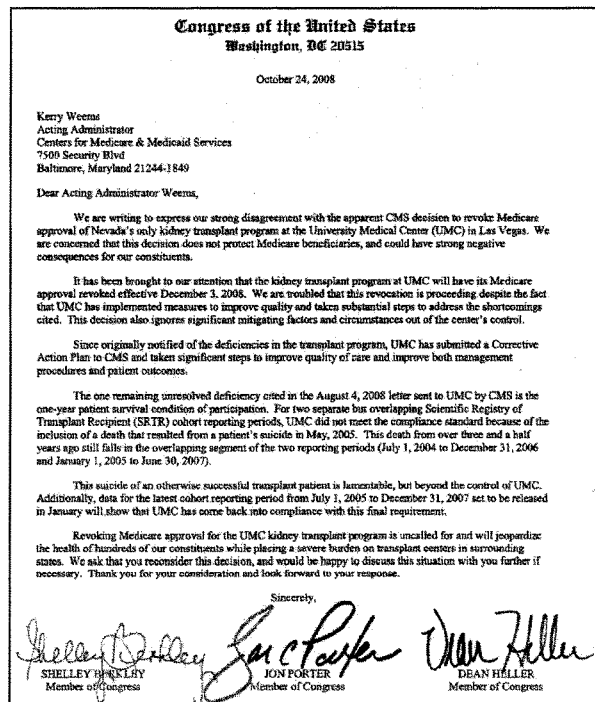 Congress of the United States
Washington, DC 20515
October 24, 2008
Kerry Weems
Acting Administrator
Centers for Medicare & Medicaid Services
7500 Security Blvd
Baltimore, Maryland 21244-1849
Dear Acting Administrator Weems,
We are writing to express our strong disagreement with the apparent CMS decision to revoke Medicare
approval of Nevada's only kidney transplant program at the University Medical Center (UMC) in Las Vegas. We
are concerned that this decision does not protect Medicare beneficiaries, and could have strong negative
consequences for our constituents.
It has been brought to our attention that the kidney transplant program at UMC will have its Medicare
approval revoked effective December 3, 2008. We are troubled that this revocation is proceeding despite the fact
that UMC has implemented measures to improve quality and taken substantial steps to address the shortcomings
cited. This decision also ignores significant mitigating factors and circumstances out of the center's control.
Since originally notified of the deficiencies in the transplant program, UMC has submitted a Corrective
Action Plan to CMS and taken significant steps to improve quality of care and improve both management
procedures and patient outcomes.
The one remaining unresolved deficiency cited in the August 4, 2008 letter sent to UMC by CMS is the
one-year patient survival condition of participation. For two separate but overlapping Scientific Registry of
Transplant Recipient (SRTR) cohort reporting periods, UMC did not meet the compliance standard because of the
inclusion of a death that resulted from a patient's suicide in May, 2005. This death from over three and a half
years ago still falls in the overlapping segment of the two reporting periods (July 1, 2004 to December 31, 2006
and January 1, 2005 to June 30, 2007).
This suicide of an otherwise successful transplant patient is lamentable, but beyond the control of UMC.
Additionally, data for the latest cohort reporting period from July 1, 2005 to December 31, 2007 set to be released
in January will show that UMC has come back into compliance with this final requirement.
Revoking Medicare approval for the UMC kidney transplant program is uncalled for and will jeopardize
the health of hundreds of our constituents while placing a severe burden on transplant centers in surrounding
states. We ask that you reconsider this decision, and would be happy to discuss this situation with you further if
necessary. Thank you for your consideration and look forward to your response.
Sincerely,
Shelley Berkley Jon C Porter Dean Heller
SHELLEY BERKLEY JON PORTER DEAN HELLER
Member of Congress Member of Congress Member of Congress